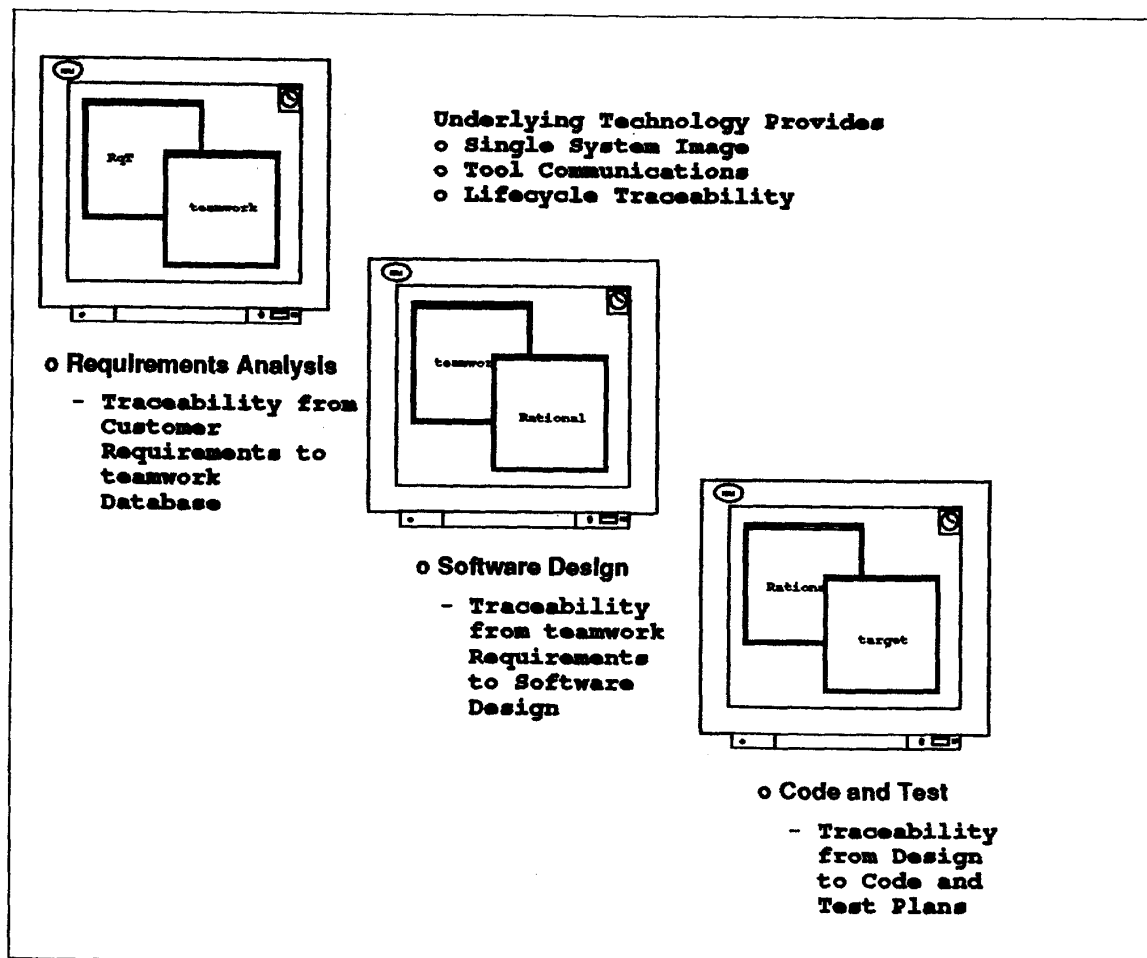 Underlying Technology Provides
o Single System Image
o Tool Communications
o Lifecycle Traceability
RqT
teamwork
o Requirements Analysis
- Traceability from
Customer
Requirements to
teamwork
Database
teamwor
Rational
o Software Design
- Traceability
from teamwork
Requirements
to Software
Design
Rationa
target
o Code and Test
- Traceability
from Design
to Code and
Test Plans